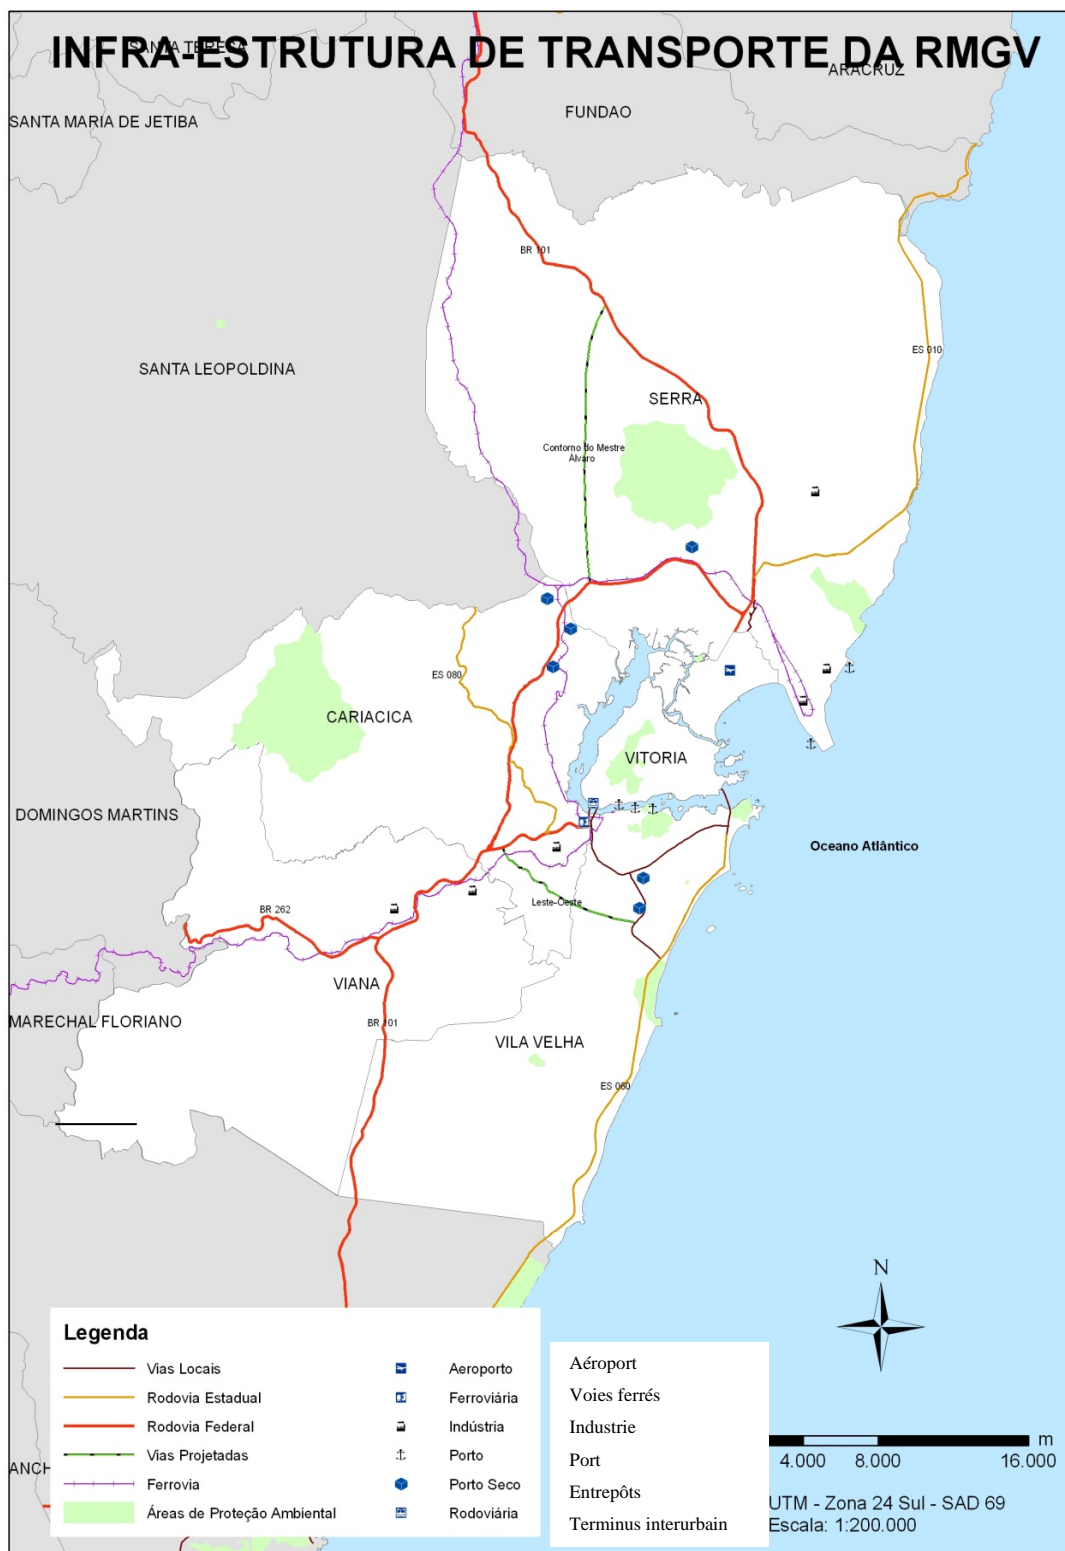 INFRA-ESTRUTURA DE TRANSPORTE DA RMGV
SANTA TERESA
ARACRUZ
FUNDAO
SANTA MARIA DE JETIBA
BR 101
ES 010
SANTA LEOPOLDINA
SERRA
Contorno do Mestre
Álvaro
ES 080
CARIACICA
VITORIA
DOMINGOS MARTINS
Oceano Atlântico
Leste-Oeste
BR 262
VIANA
MARECHAL FLORIANO
BR 101
VILA VELHA
ES 060
N
Legenda
Vias Locais
Rodovia Estadual
Rodovia Federal
Vias Projetadas
Ferrovia
Áreas de Proteção Ambiental
Aeroporto
Ferroviária
Indústria
Porto
Porto Seco
Rodoviária
Aéroport
Voies ferrés
Industrie
Port
Entrepôts
Terminus interurbain
ANCH
m
4.000 8.000 16.000
UTM - Zona 24 Sul - SAD 69
Escala: 1:200.000